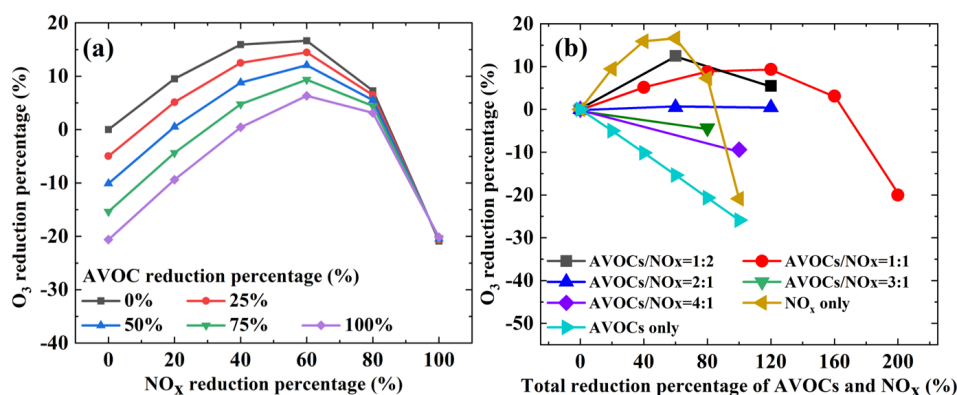 (a)
O3 reduction percentage (%)
20
10
0
-10
-20
-30
-40
AVOC reduction percentage (%)
0% 25%
50% 75% 100%
0 20 40 60 80 100
NOX reduction percentage (%)
(b)
O3 reduction percentage (%)
20
10
0
-10
-20
-30
-40
-50
AVOCs/NOx=1:2 AVOCs/NOx=1:1
AVOCs/NOx=2:1 AVOCs/NOx=3:1
AVOCs/NOx=4:1 NOx only
AVOCs only
0 40 80 120 160 200
Total reduction percentage of AVOCs and NOX (%)